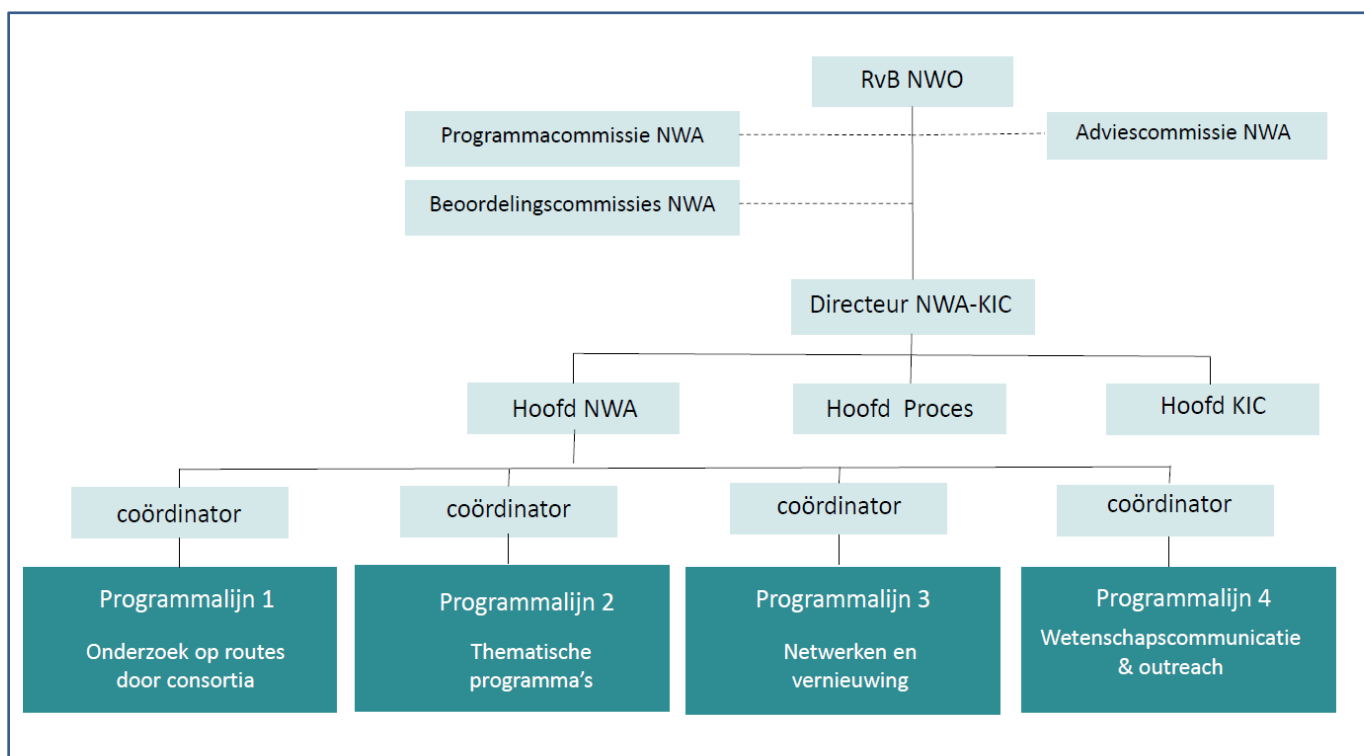 RvB NWO
Programmacommissie NWA
Adviescommissie NWA
Beoordelingscommissies NWA
Directeur NWA-KIC
Hoofd NWA
Hoofd Proces
Hoofd KIC
coördinator
coördinator
coördinator
coördinator
Programmalijn 1
Onderzoek op routes
door consortia
Programmalijn 2
Thematische
programma's
Programmalijn 3
Netwerken en
vernieuwing
Programmalijn 4
Wetenschapscommunicatie
& outreach